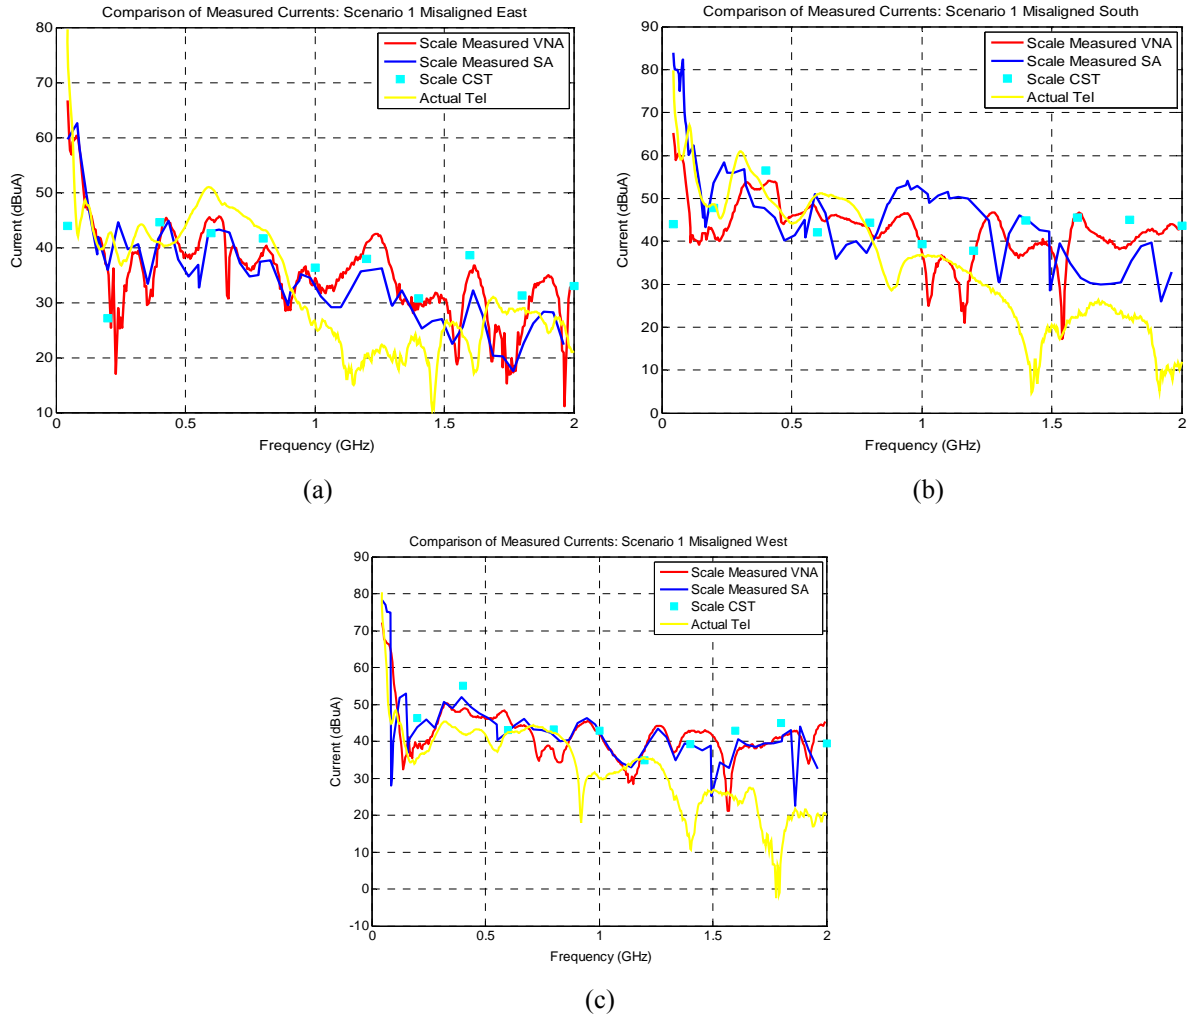 Comparison of Measured Currents: Scenario 1 Misaligned East
80
70
60
50
40
30
20
10
Current (dBuA)
0
0.5
1
1.5
2
Frequency (GHz)
Scale Measured VNA
Scale Measured SA
Scale CST
Actual Tel
(a)
Comparison of Measured Currents: Scenario 1 Misaligned South
90
80
70
60
50
40
30
20
10
0
Current (dBuA)
0
0.5
1
1.5
2
Frequency (GHz)
Scale Measured VNA
Scale Measured SA
Scale CST
Actual Tel
(b)
Comparison of Measured Currents: Scenario 1 Misaligned West
90
80
70
60
50
40
30
20
10
0
-10
Current (dBuA)
0
0.5
1
1.5
2
Frequency (GHz)
Scale Measured VNA
Scale Measured SA
Scale CST
Actual Tel
(c)